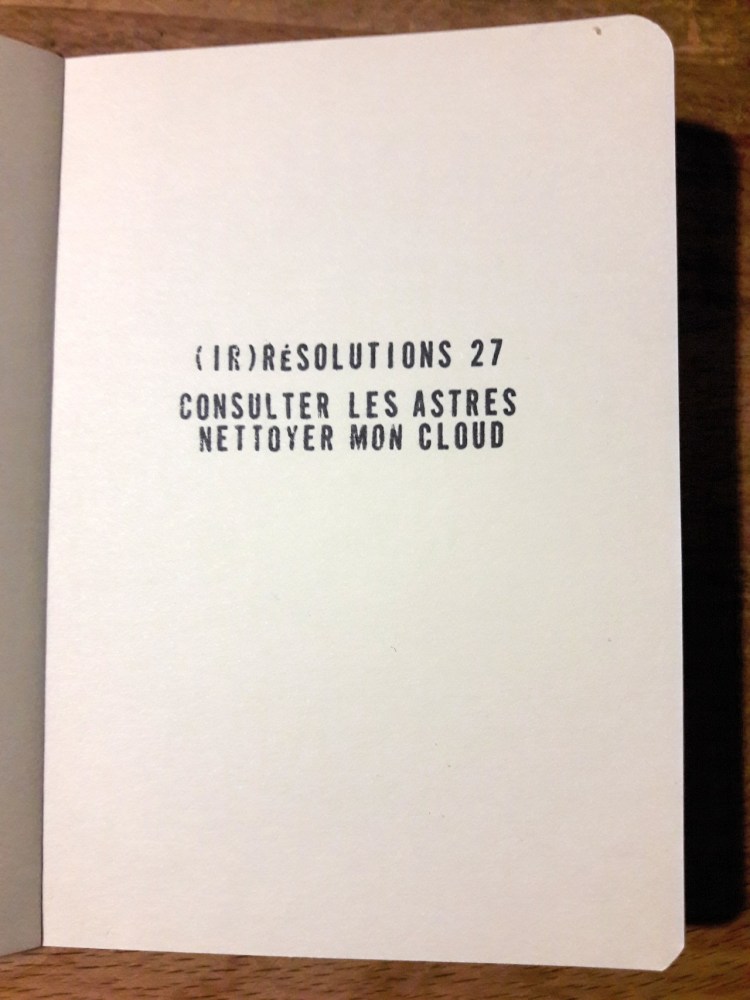 (IR)RÉSOLUTIONS 27
CONSULTER LES ASTRES
NETTOYER MON CLOUD